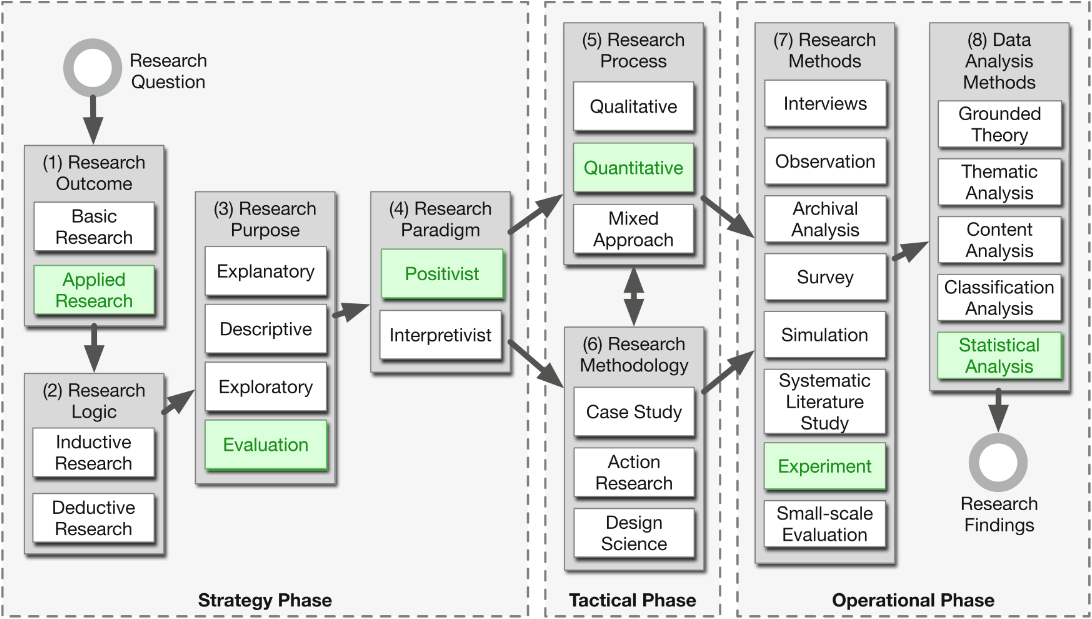 Research
Question
(1) Research
Outcome
Basic
Research
Applied
Research
(2) Research
Logic
Inductive
Research
Deductive
Research
(3) Research
Purpose
Explanatory
Descriptive
Exploratory
Evaluation
(4) Research
Paradigm
Positivist
Interpretivist
Strategy Phase
(5) Research
Process
Qualitative
Quantitative
Mixed
Approach
(6) Research
Methodology
Case Study
Action
Research
Design
Science
Tactical Phase
(7) Research
Methods
Interviews
Observation
Archival
Analysis
Survey
Simulation
Systematic
Literature
Study
Experiment
Small-scale
Evaluation
(8) Data
Analysis
Methods
Grounded
Theory
Thematic
Analysis
Content
Analysis
Classification
Analysis
Statistical
Analysis
Research
Findings
Operational Phase